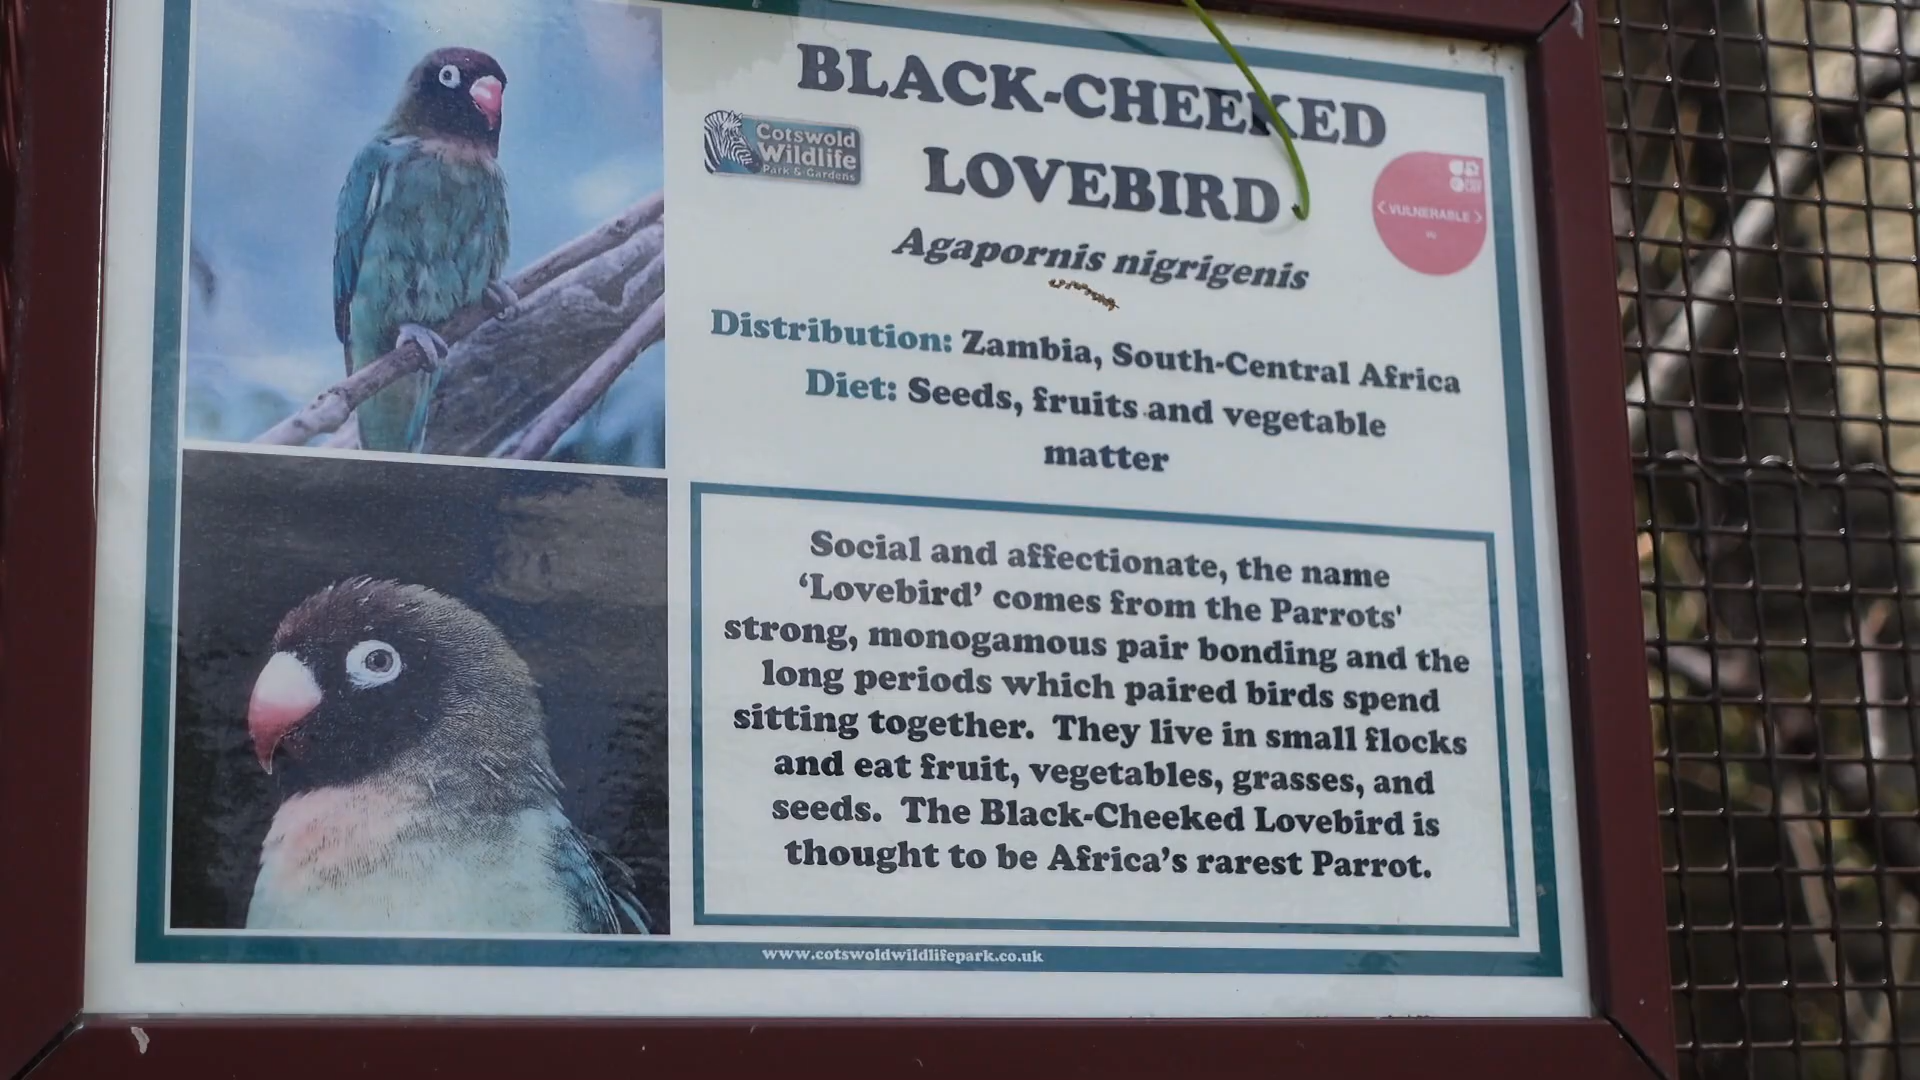 BLACK-CHEEKED
LOVEBIRD
Cotswold
Wildlife
Park & Gardens
< VULNERABLE >
VU
Agapornis nigrigenis
Distribution: Zambia, South-Central Africa
Diet: Seeds, fruits and vegetable
matter
Social and affectionate, the name
‘Lovebird’ comes from the Parrots'
strong, monogamous pair bonding and the
long periods which paired birds spend
sitting together. They live in small flocks
and eat fruit, vegetables, grasses, and
seeds. The Black-Cheeked Lovebird is
thought to be Africa’s rarest Parrot.
www.cotswoldwildlifepark.co.uk